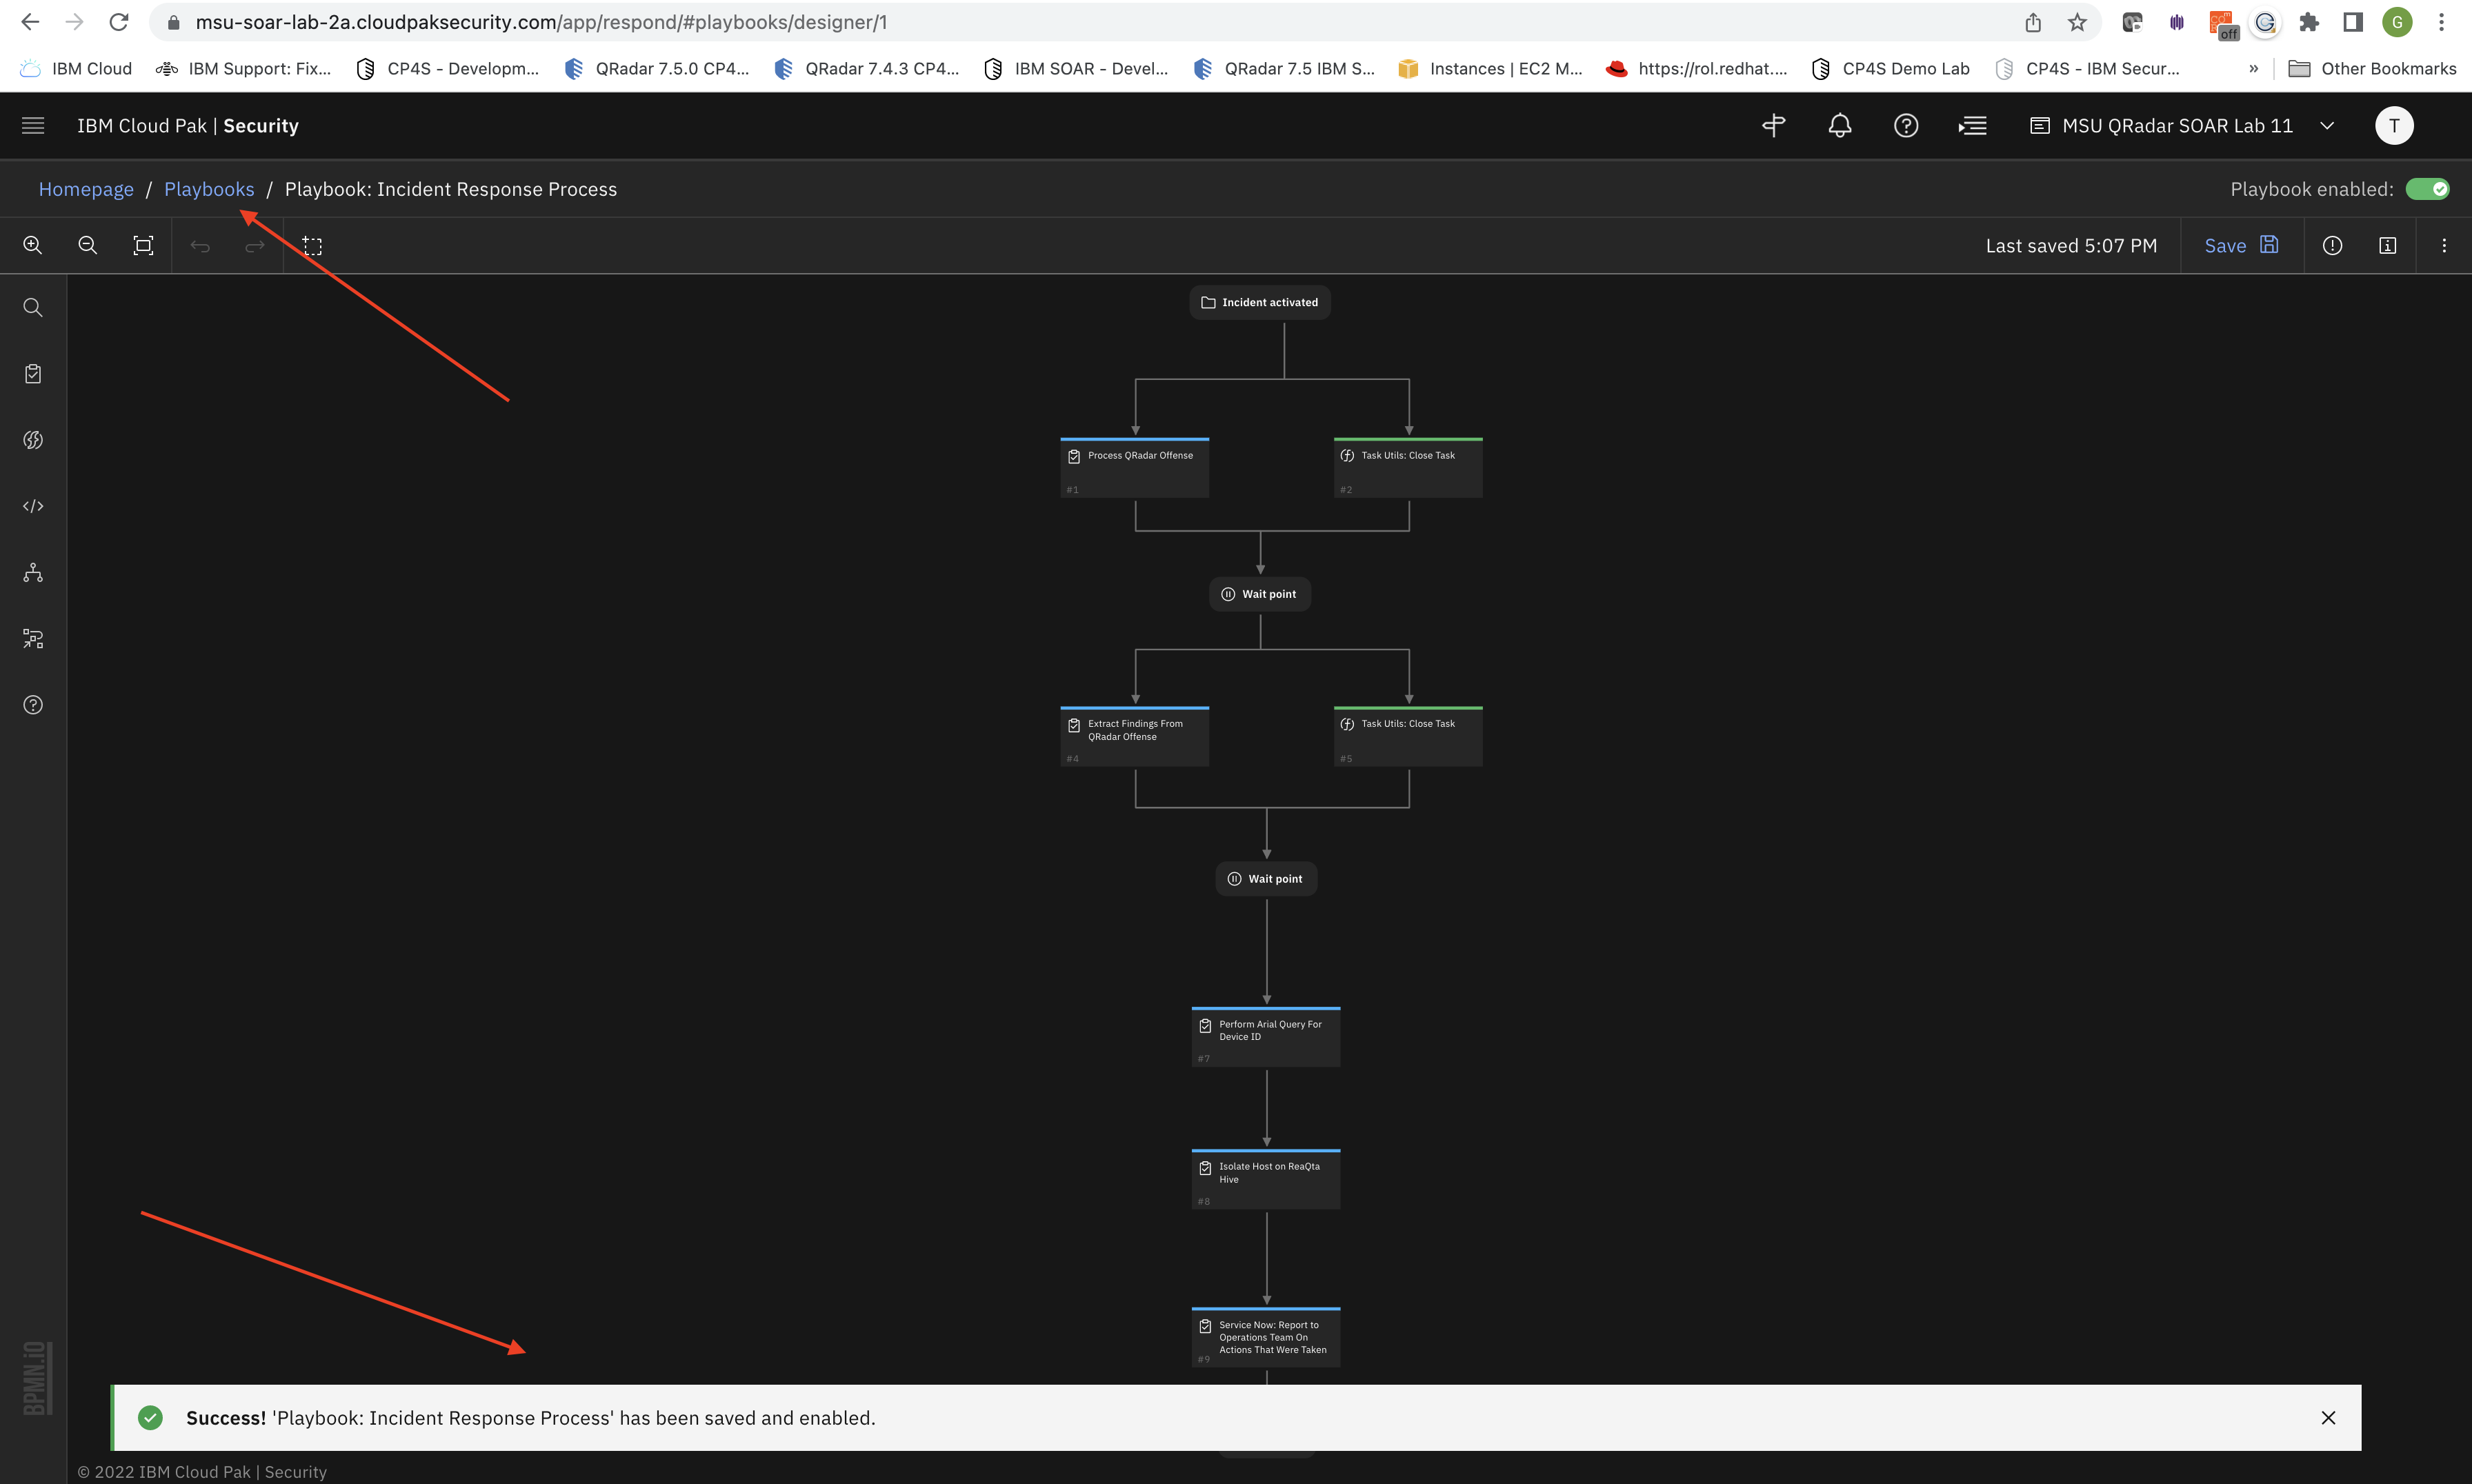 msu-soar-lab-2a.cloudpaksecurity.com/app/respond/#playbooks/designer/1
off
G
IBM Cloud
IBM Support: Fix...
CP4S - Developm...
QRadar 7.5.0 CP4...
QRadar 7.4.3 CP4...
IBM SOAR - Devel...
QRadar 7.5 IBM S...
Instances | EC2 M...
https://rol.redhat....
CP4S Demo Lab
CP4S - IBM Secur...
»
Other Bookmarks
IBM Cloud Pak | Security
MSU QRadar SOAR Lab 11
T
Homepage / Playbooks / Playbook: Incident Response Process
Playbook enabled:
Last saved 5:07 PM
Save
Incident activated
Process QRadar Offense
#1
Task Utils: Close Task
#2
Wait point
Extract Findings From
QRadar Offense
#4
Task Utils: Close Task
#5
Wait point
Perform Arial Query For
Device ID
#7
Isolate Host on ReaQta
Hive
#8
Service Now: Report to
Operations Team On
Actions That Were Taken
#9
BPMN.iO
Success! 'Playbook: Incident Response Process' has been saved and enabled.
© 2022 IBM Cloud Pak | Security